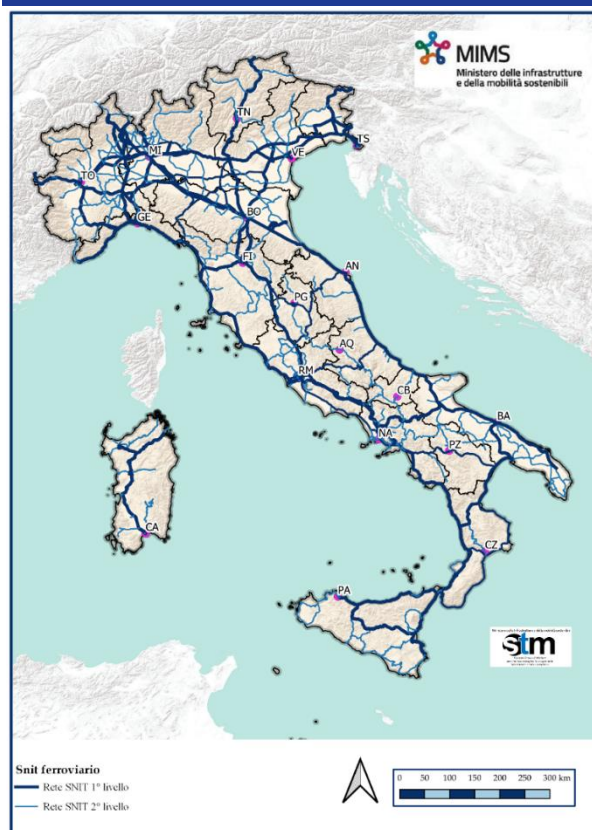 MIMS
Ministero delle infrastrutture
e della mobilità sostenibili
TN
TS
MI
VE
TO
GE
BO
FI
AN
PG
AQ
RM
CB
BA
NA
PZ
CA
CZ
PA
stm
Snit ferroviario
Rete SNIT 1° livello
Rete SNIT 2° livello
0 50 100 150 200 250 300 km